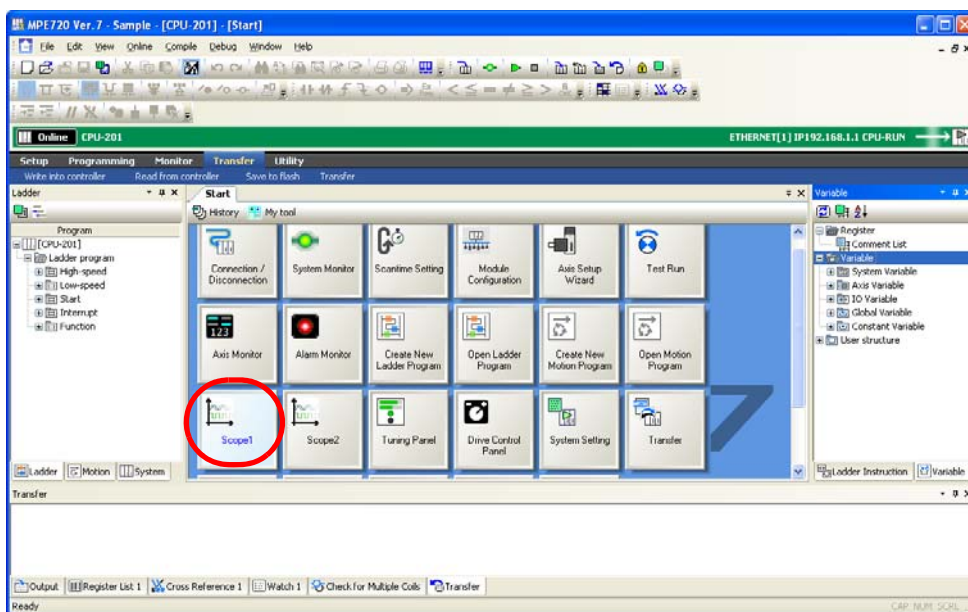 MPE720 Ver.7 - Sample - [CPU-201] - [Start]
File Edit View Online Compile Debug Window Help
Online CPU-201 ETHERNET[1] IP192.168.1.1 CPU-RUN
Setup Programming Monitor Transfer Utility
Write into controller Read from controller Save to flash Transfer
Ladder
Program
[CPU-201]
Ladder program
High-speed
Low-speed
Start
Interrupt
Function
Ladder Motion System
Start
History My tool
Connection / Disconnection
System Monitor
Scantime Setting
Module Configuration
Axis Setup Wizard
Test Run
123
Axis Monitor
Alarm Monitor
Create New Ladder Program
Open Ladder Program
Create New Motion Program
Open Motion Program
Scope1
Scope2
Tuning Panel
Drive Control Panel
System Setting
Transfer
7
Variable
Register
Comment List
Variable
System Variable
Axis Variable
IO Variable
Global Variable
Constant Variable
User structure
Ladder Instruction Variable
Transfer
Output Register List 1 Cross Reference 1 Watch 1 Check for Multiple Coils Transfer
Ready CAP NUM SCRL